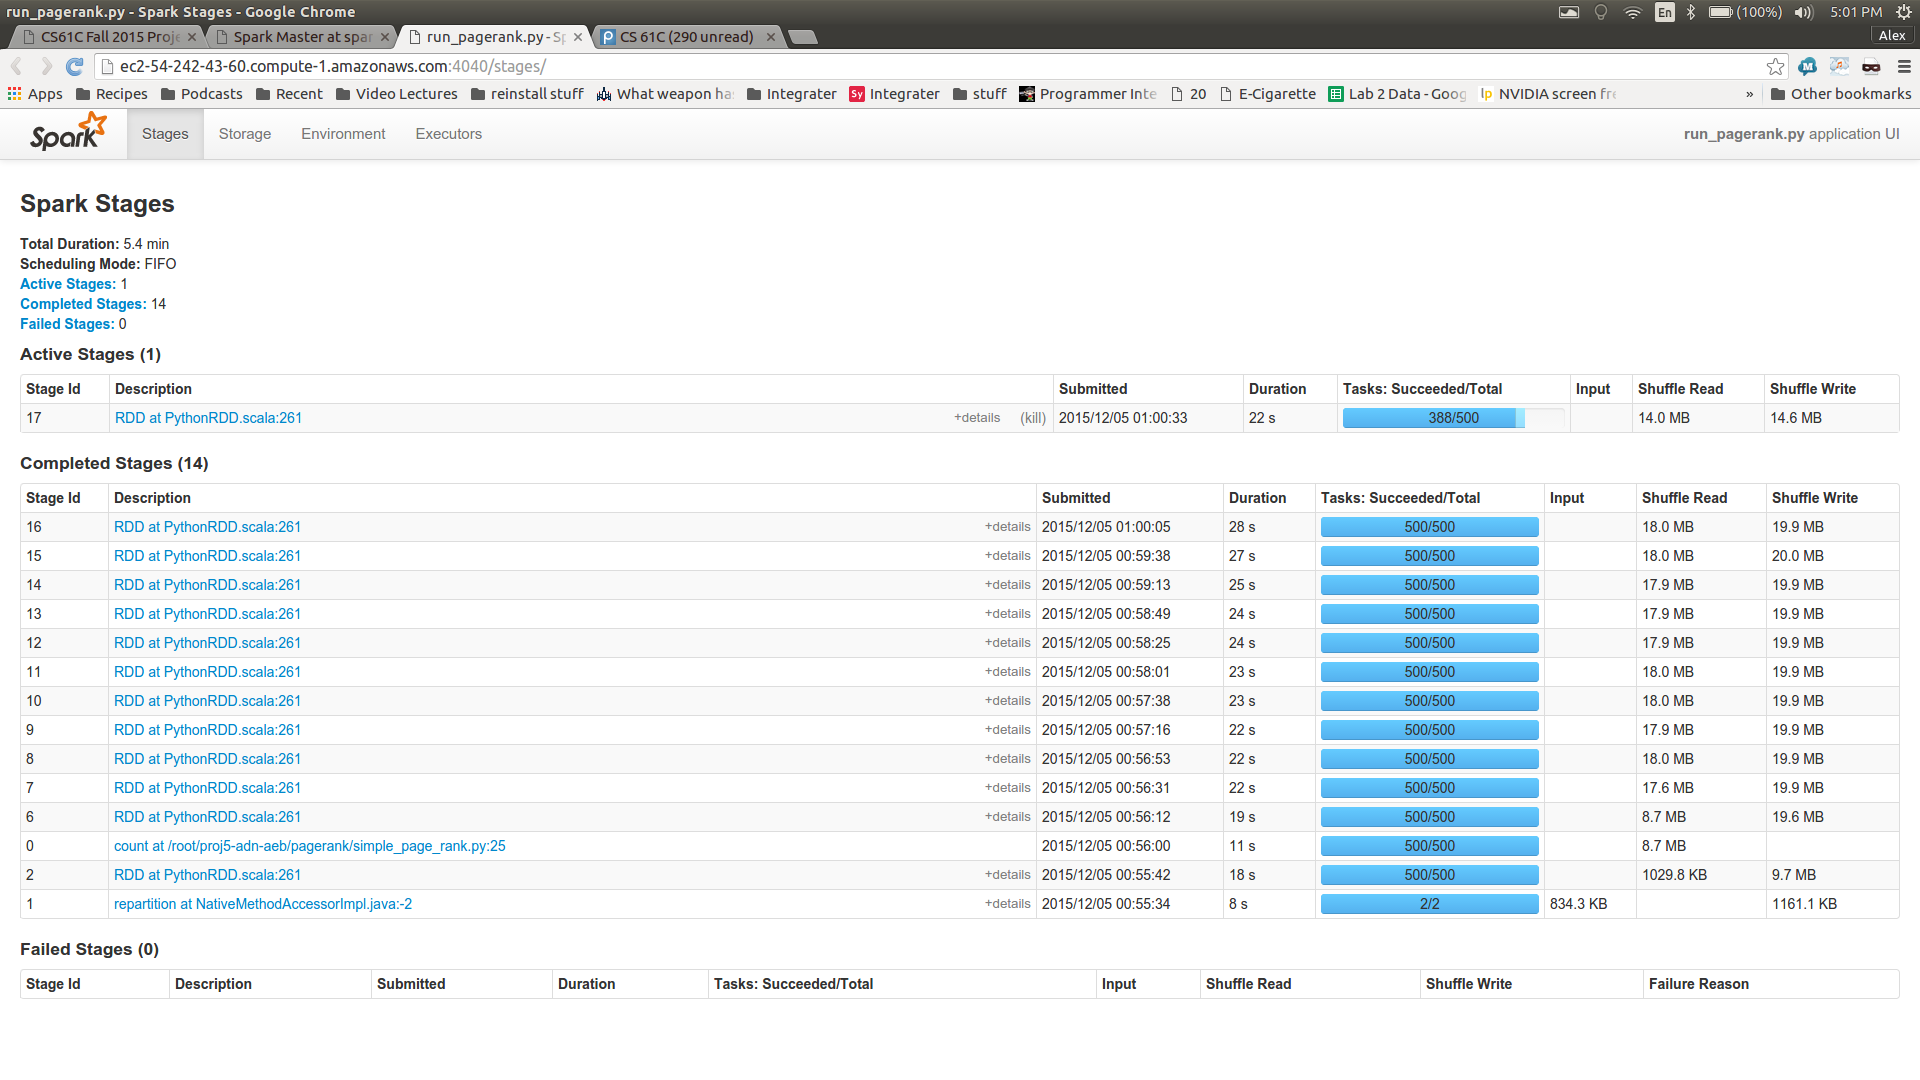 run_pagerank.py - Spark Stages - Google Chrome En (100%) 5:01 PM
CS61C Fall 2015 Proje Spark Master at spar run_pagerank.py - Sp CS 61C (290 unread) Alex
ec2-54-242-43-60.compute-1.amazonaws.com:4040/stages/
Apps Recipes Podcasts Recent Video Lectures reinstall stuff What weapon ha Integrater Sy Integrater stuff Programmer Inte 20 E-Cigarette Lab 2 Data - Goog lp NVIDIA screen fre » Other bookmarks
Spark Stages Storage Environment Executors run_pagerank.py application UI
Spark Stages
Total Duration: 5.4 min
Scheduling Mode: FIFO
Active Stages: 1
Completed Stages: 14
Failed Stages: 0
Active Stages (1)
Stage Id Description Submitted Duration Tasks: Succeeded/Total Input Shuffle Read Shuffle Write
17 RDD at PythonRDD.scala:261 +details (kill) 2015/12/05 01:00:33 22 s 388/500 14.0 MB 14.6 MB
Completed Stages (14)
Stage Id Description Submitted Duration Tasks: Succeeded/Total Input Shuffle Read Shuffle Write
16 RDD at PythonRDD.scala:261 +details 2015/12/05 01:00:05 28 s 500/500 18.0 MB 19.9 MB
15 RDD at PythonRDD.scala:261 +details 2015/12/05 00:59:38 27 s 500/500 18.0 MB 20.0 MB
14 RDD at PythonRDD.scala:261 +details 2015/12/05 00:59:13 25 s 500/500 17.9 MB 19.9 MB
13 RDD at PythonRDD.scala:261 +details 2015/12/05 00:58:49 24 s 500/500 17.9 MB 19.9 MB
12 RDD at PythonRDD.scala:261 +details 2015/12/05 00:58:25 24 s 500/500 17.9 MB 19.9 MB
11 RDD at PythonRDD.scala:261 +details 2015/12/05 00:58:01 23 s 500/500 18.0 MB 19.9 MB
10 RDD at PythonRDD.scala:261 +details 2015/12/05 00:57:38 23 s 500/500 18.0 MB 19.9 MB
9 RDD at PythonRDD.scala:261 +details 2015/12/05 00:57:16 22 s 500/500 17.9 MB 19.9 MB
8 RDD at PythonRDD.scala:261 +details 2015/12/05 00:56:53 22 s 500/500 18.0 MB 19.9 MB
7 RDD at PythonRDD.scala:261 +details 2015/12/05 00:56:31 22 s 500/500 17.6 MB 19.9 MB
6 RDD at PythonRDD.scala:261 +details 2015/12/05 00:56:12 19 s 500/500 8.7 MB 19.6 MB
0 count at /root/proj5-adn-aeb/pagerank/simple_page_rank.py:25 2015/12/05 00:56:00 11 s 500/500 8.7 MB
2 RDD at PythonRDD.scala:261 +details 2015/12/05 00:55:42 18 s 500/500 1029.8 KB 9.7 MB
1 repartition at NativeMethodAccessorImpl.java:-2 +details 2015/12/05 00:55:34 8 s 2/2 834.3 KB 1161.1 KB
Failed Stages (0)
Stage Id Description Submitted Duration Tasks: Succeeded/Total Input Shuffle Read Shuffle Write Failure Reason